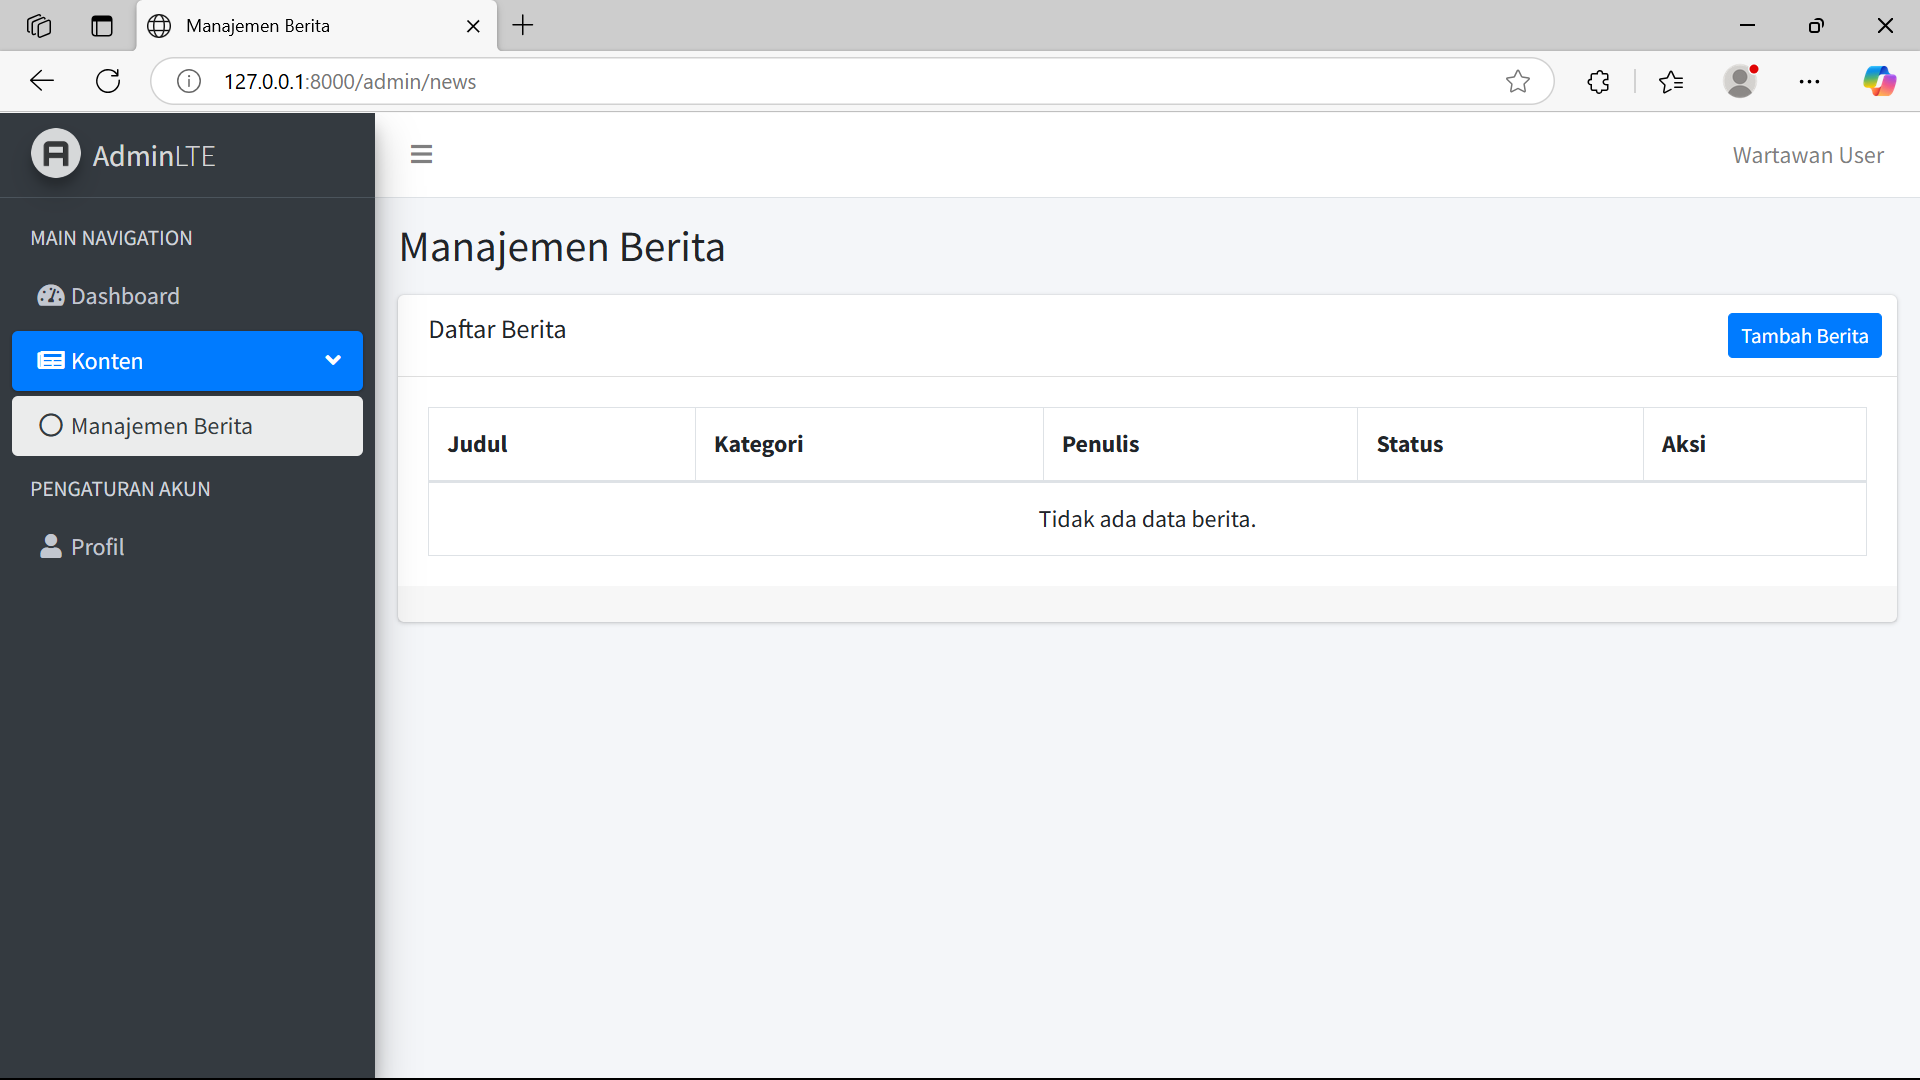 Manajemen Berita
127.0.0.1:8000/admin/news
AdminLTE
Wartawan User
MAIN NAVIGATION
Dashboard
Konten
Manajemen Berita
PENGATURAN AKUN
Profil
Manajemen Berita
Daftar Berita
Tambah Berita
Judul Kategori Penulis Status Aksi
Tidak ada data berita.